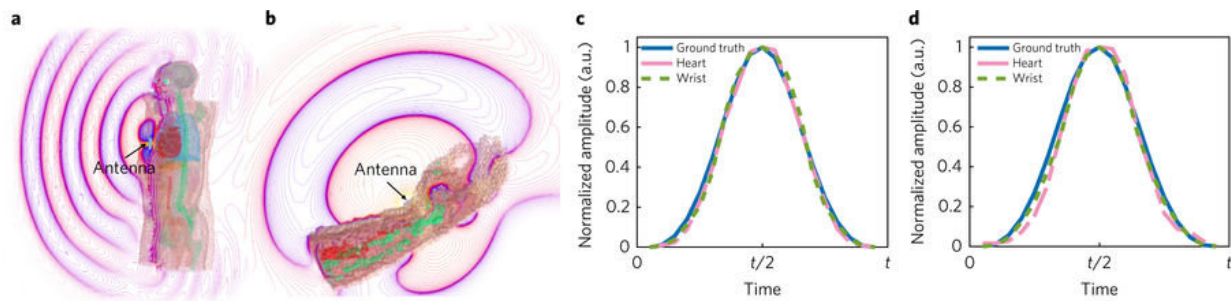 a
Antenna
b
Antenna
c
Normalized amplitude (a.u.)
1
0.8
0.6
0.4
0.2
0
Ground truth
Heart
Wrist
0
t/2
t
Time
d
Normalized amplitude (a.u.)
1
0.8
0.6
0.4
0.2
0
Ground truth
Heart
Wrist
0
t/2
t
Time